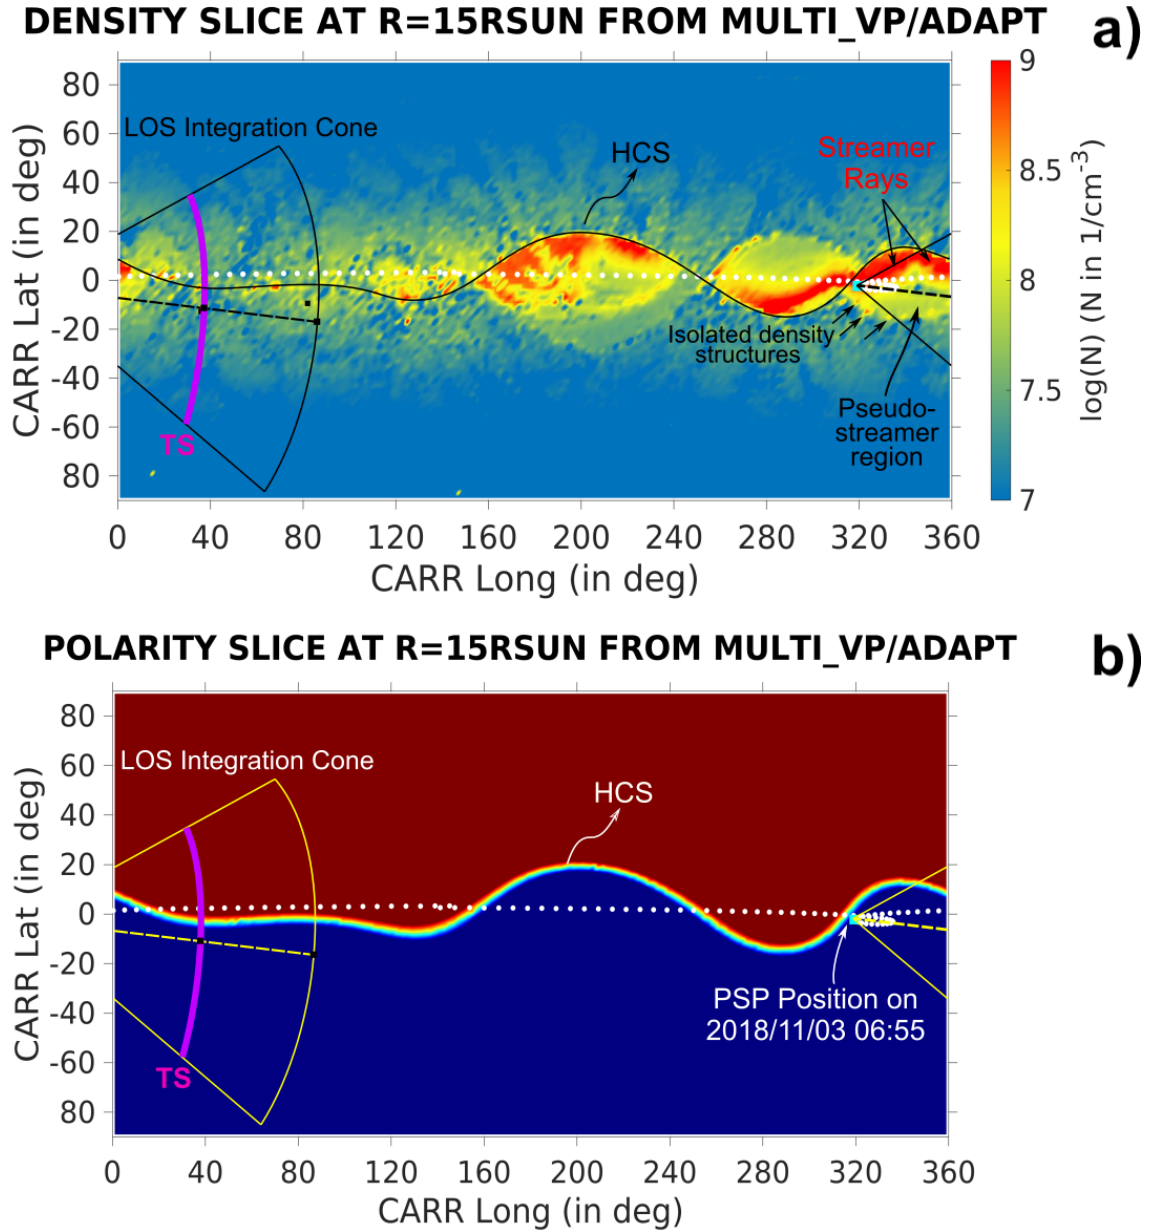 DENSITY SLICE AT R=15RSUN FROM MULTI_VP/ADAPT
a)
CARR Lat (in deg)
80
60
40
20
0
-20
-40
-60
80
LOS Integration Cone
HCS
Streamer
Rays
Isolated density
structures
Pseudo-
streamer
region
TS
0 40 80 120 160 200 240 280 320 360
CARR Long (in deg)
9
8.5
8
7.5
7
log(N) (N in 1/cm⁻³)
POLARITY SLICE AT R=15RSUN FROM MULTI_VP/ADAPT
b)
CARR Lat (in deg)
80
60
40
20
0
-20
-40
-60
80
LOS Integration Cone
HCS
PSP Position on
2018/11/03 06:55
TS
0 40 80 120 160 200 240 280 320 360
CARR Long (in deg)